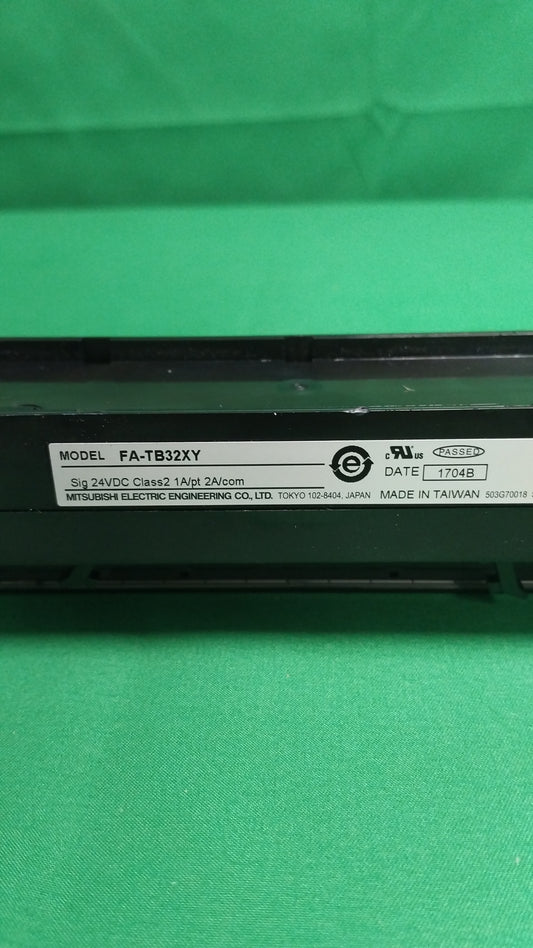 MODEL FA-TB32XY
Sig 24VDC Class2 1A/pt 2A/com
MITSUBISHI ELECTRIC ENGINEERING CO., LTD. TOKYO 102-8404, JAPAN
e
c UR us PASSED
DATE 1704B
MADE IN TAIWAN 503G70018